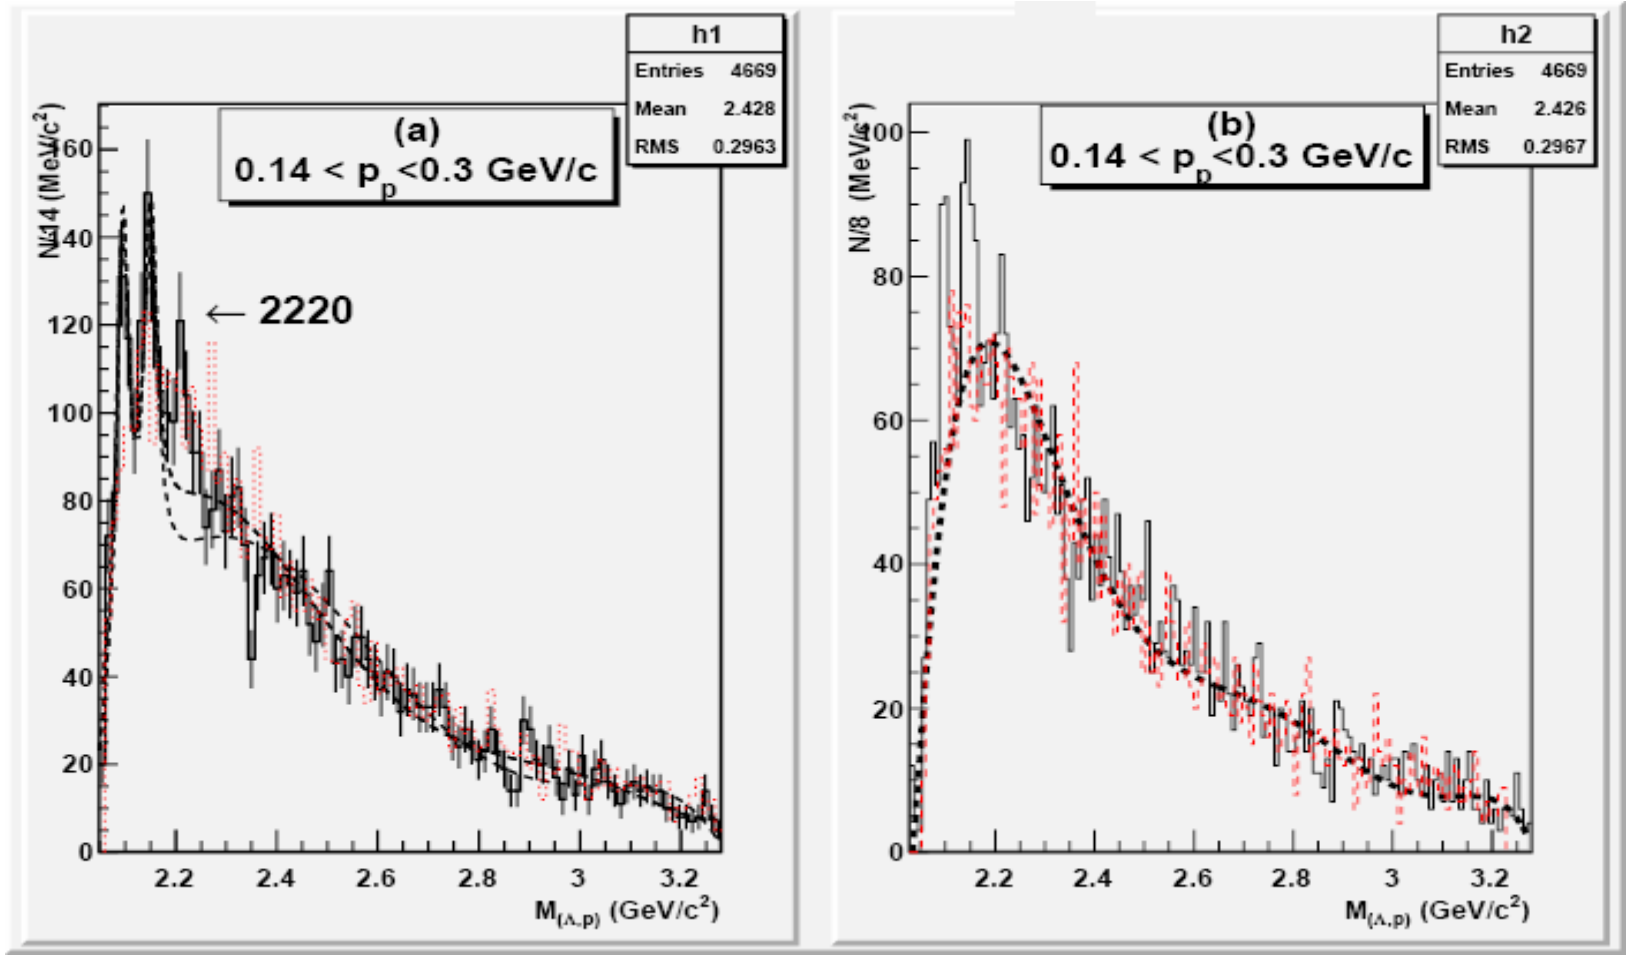 h1
Entries 4669
Mean 2.428
RMS 0.2963
(a)
0.14 < p_p<0.3 GeV/c
N/14 (MeV/c²)
← 2220
160
140
120
100
80
60
40
20
0
2.2 2.4 2.6 2.8 3 3.2
M_(Λ,p) (GeV/c²)
h2
Entries 4669
Mean 2.426
RMS 0.2967
(b)
0.14 < p_p<0.3 GeV/c
N/8 (MeV/c²)
100
80
60
40
20
0
2.2 2.4 2.6 2.8 3 3.2
M_(Λ,p) (GeV/c²)